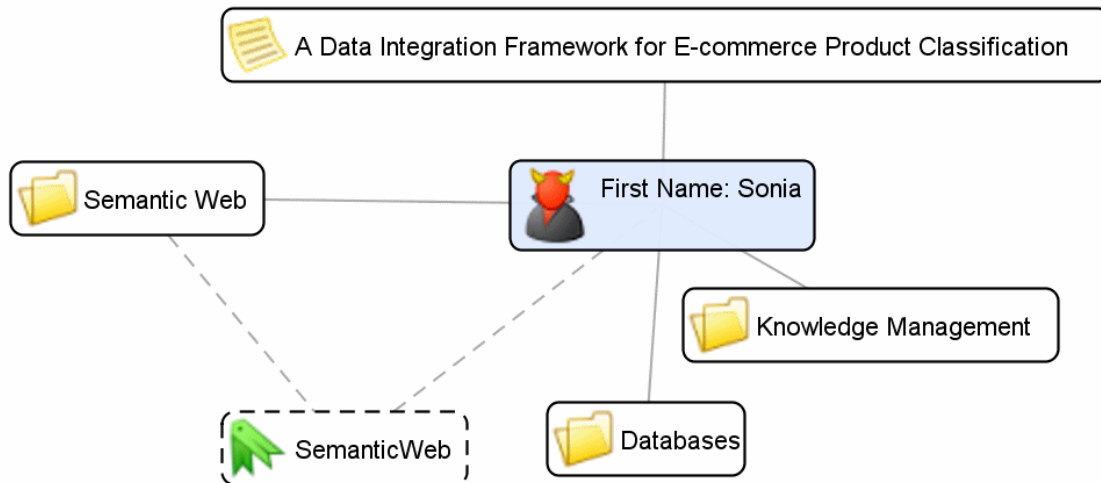 A Data Integration Framework for E-commerce Product Classification
Semantic Web
First Name: Sonia
Knowledge Management
Databases
SemanticWeb